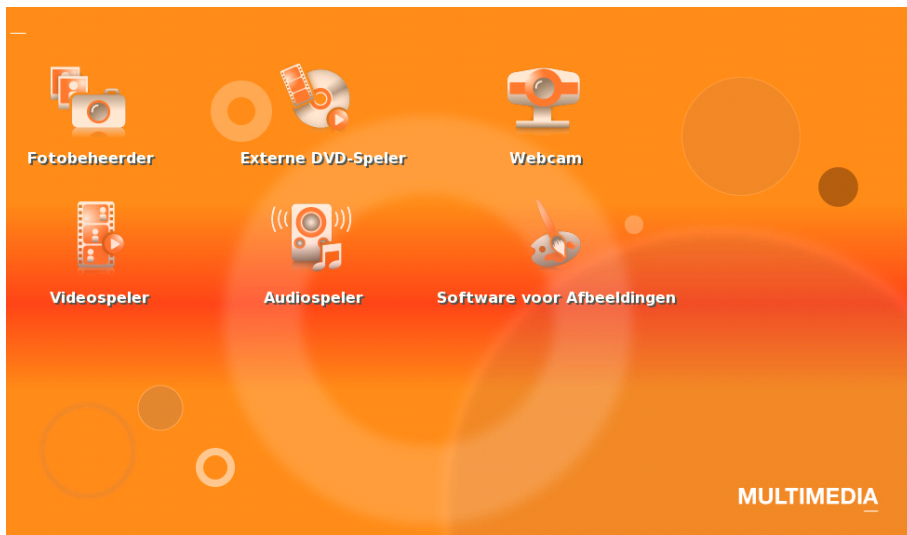 Fotobeheerder
Externe DVD-Speler
Webcam
Videospeler
Audiospeler
Software voor Afbeeldingen
MULTIMEDIA